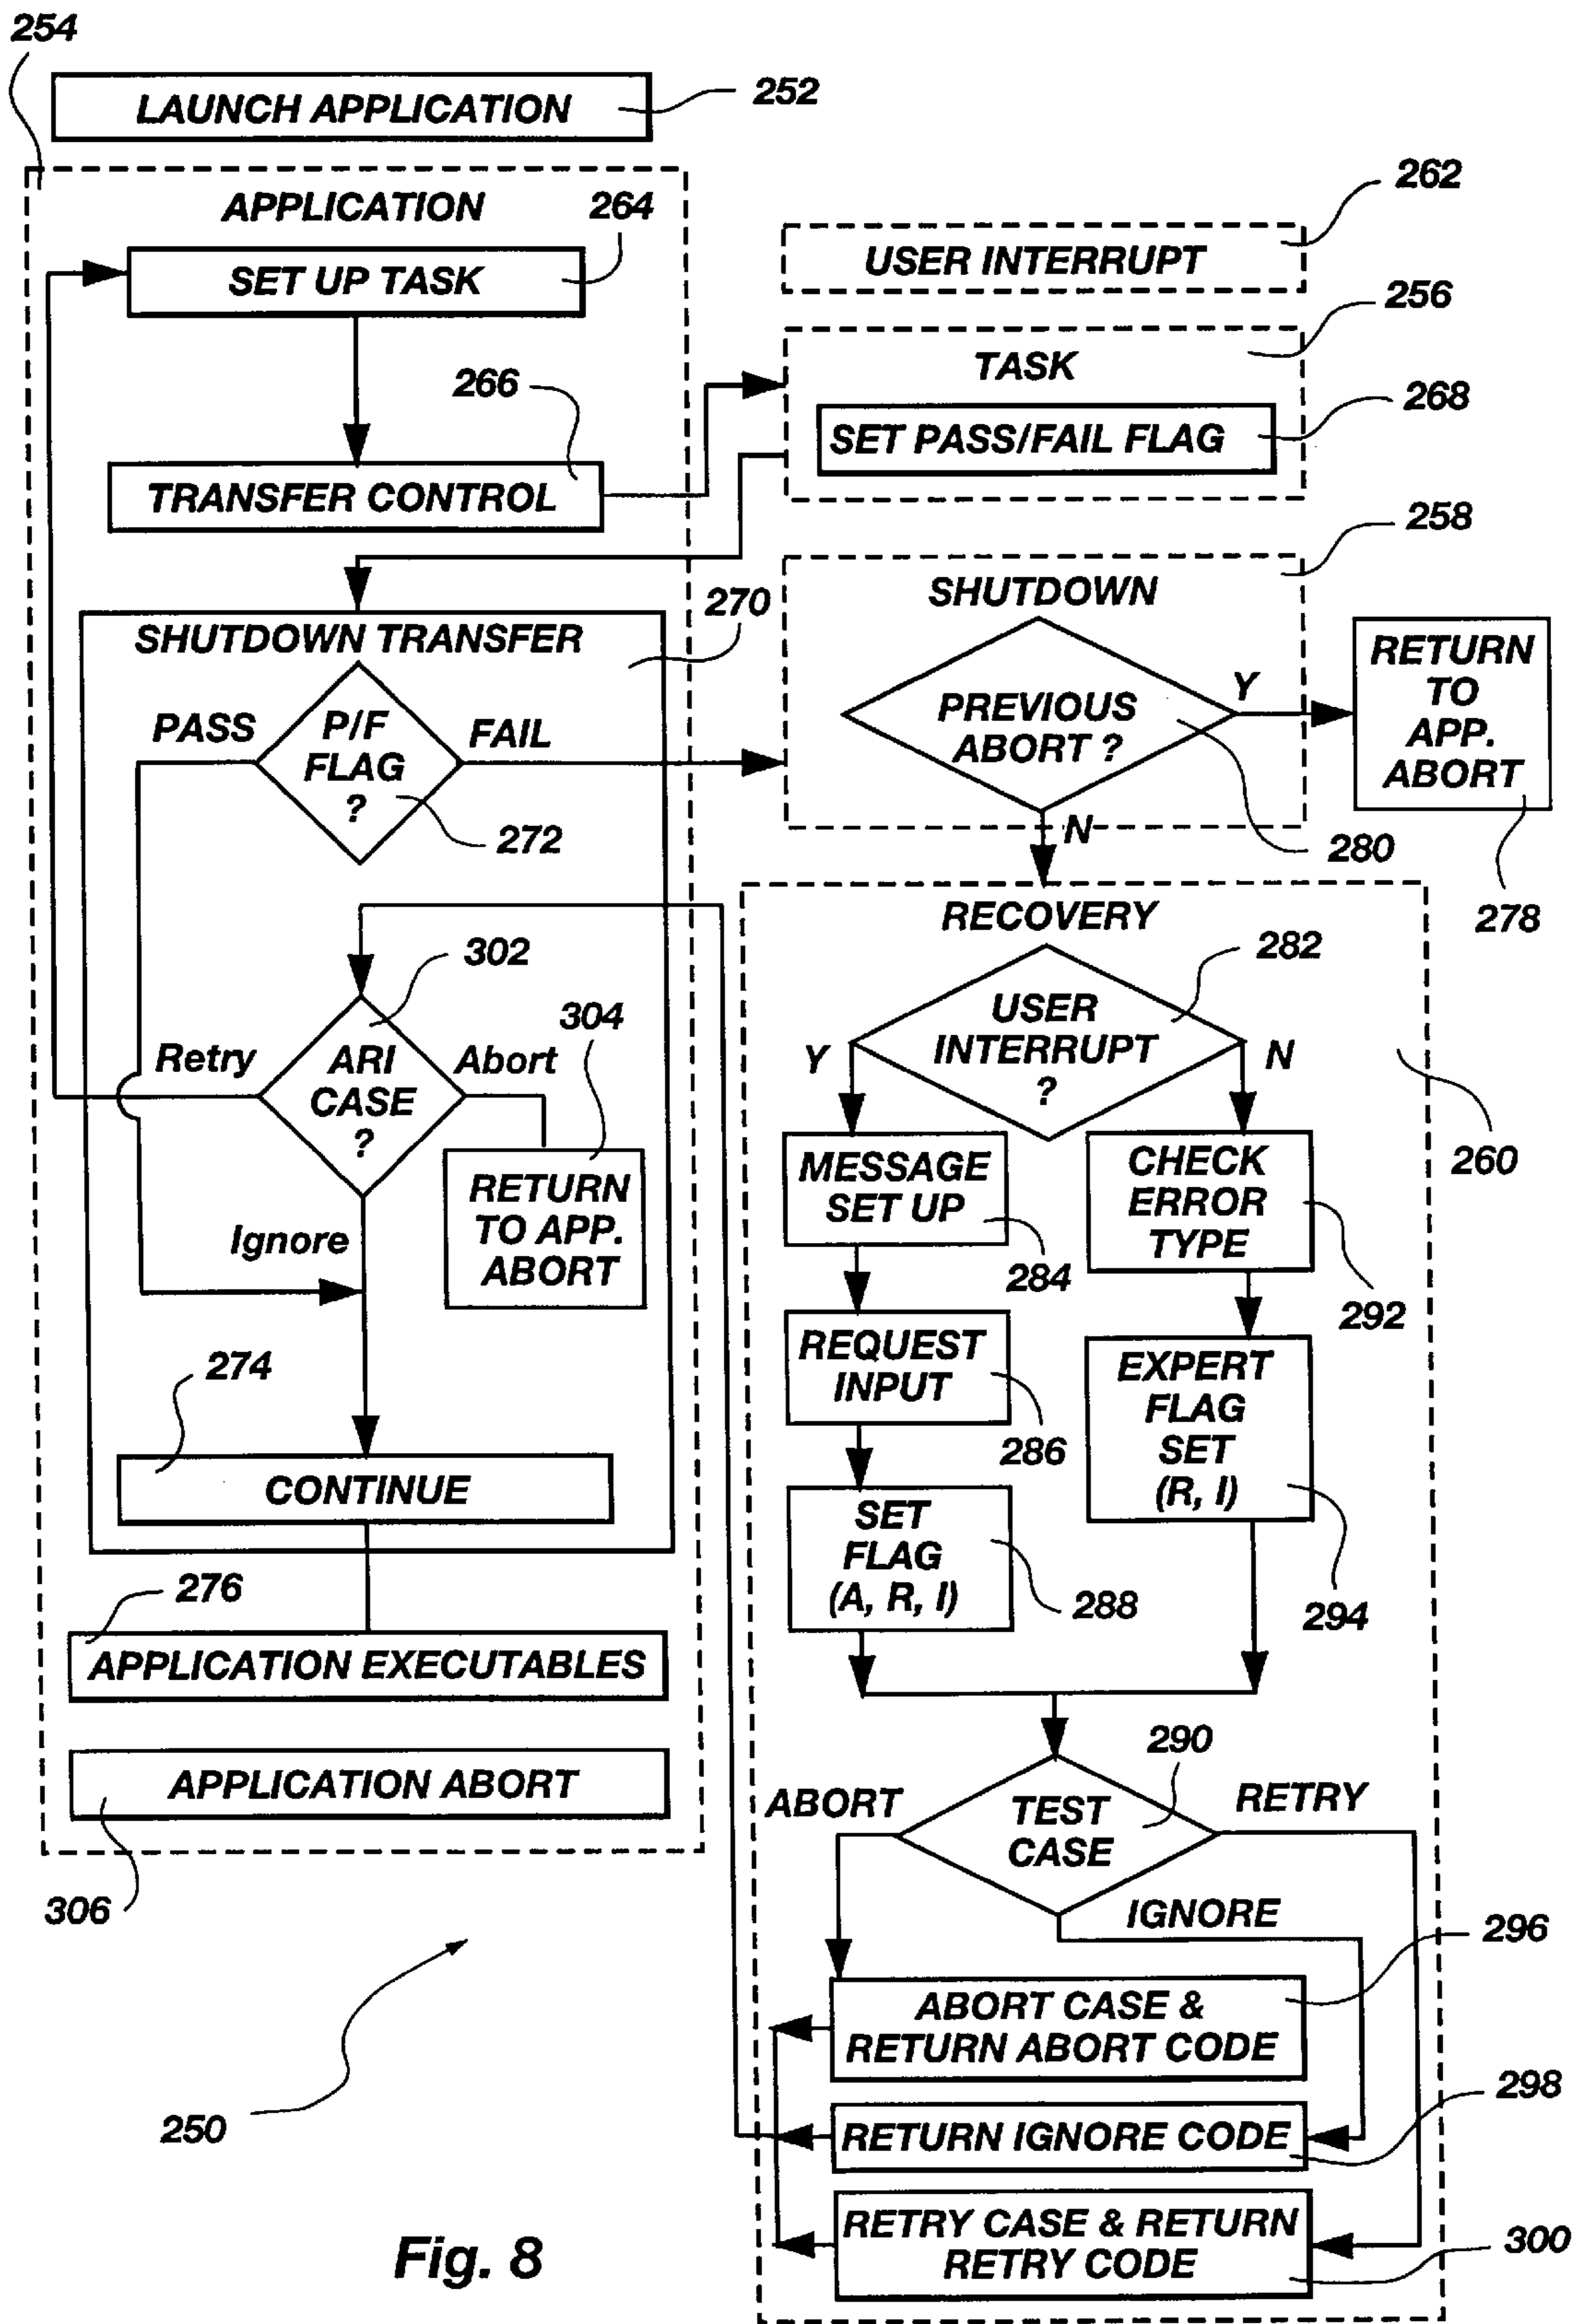 254
LAUNCH APPLICATION
252
APPLICATION
264
SET UP TASK
266
TRANSFER CONTROL
262
USER INTERRUPT
256
TASK
268
SET PASS/FAIL FLAG
258
SHUTDOWN
PREVIOUS
ABORT ?
Y
N
280
RETURN
TO
APP.
ABORT
278
270
SHUTDOWN TRANSFER
PASS
P/F
FLAG
?
FAIL
272
302
Retry
ARI
CASE
?
Abort
304
RETURN
TO APP.
ABORT
Ignore
274
CONTINUE
276
APPLICATION EXECUTABLES
APPLICATION ABORT
306
250
RECOVERY
282
USER
INTERRUPT
?
Y
N
260
MESSAGE
SET UP
284
CHECK
ERROR
TYPE
292
REQUEST
INPUT
286
EXPERT
FLAG
SET
(R, I)
294
SET
FLAG
(A, R, I)
288
290
ABORT
TEST
CASE
RETRY
IGNORE
296
ABORT CASE &
RETURN ABORT CODE
298
RETURN IGNORE CODE
RETRY CASE & RETURN
RETRY CODE
300
Fig. 8